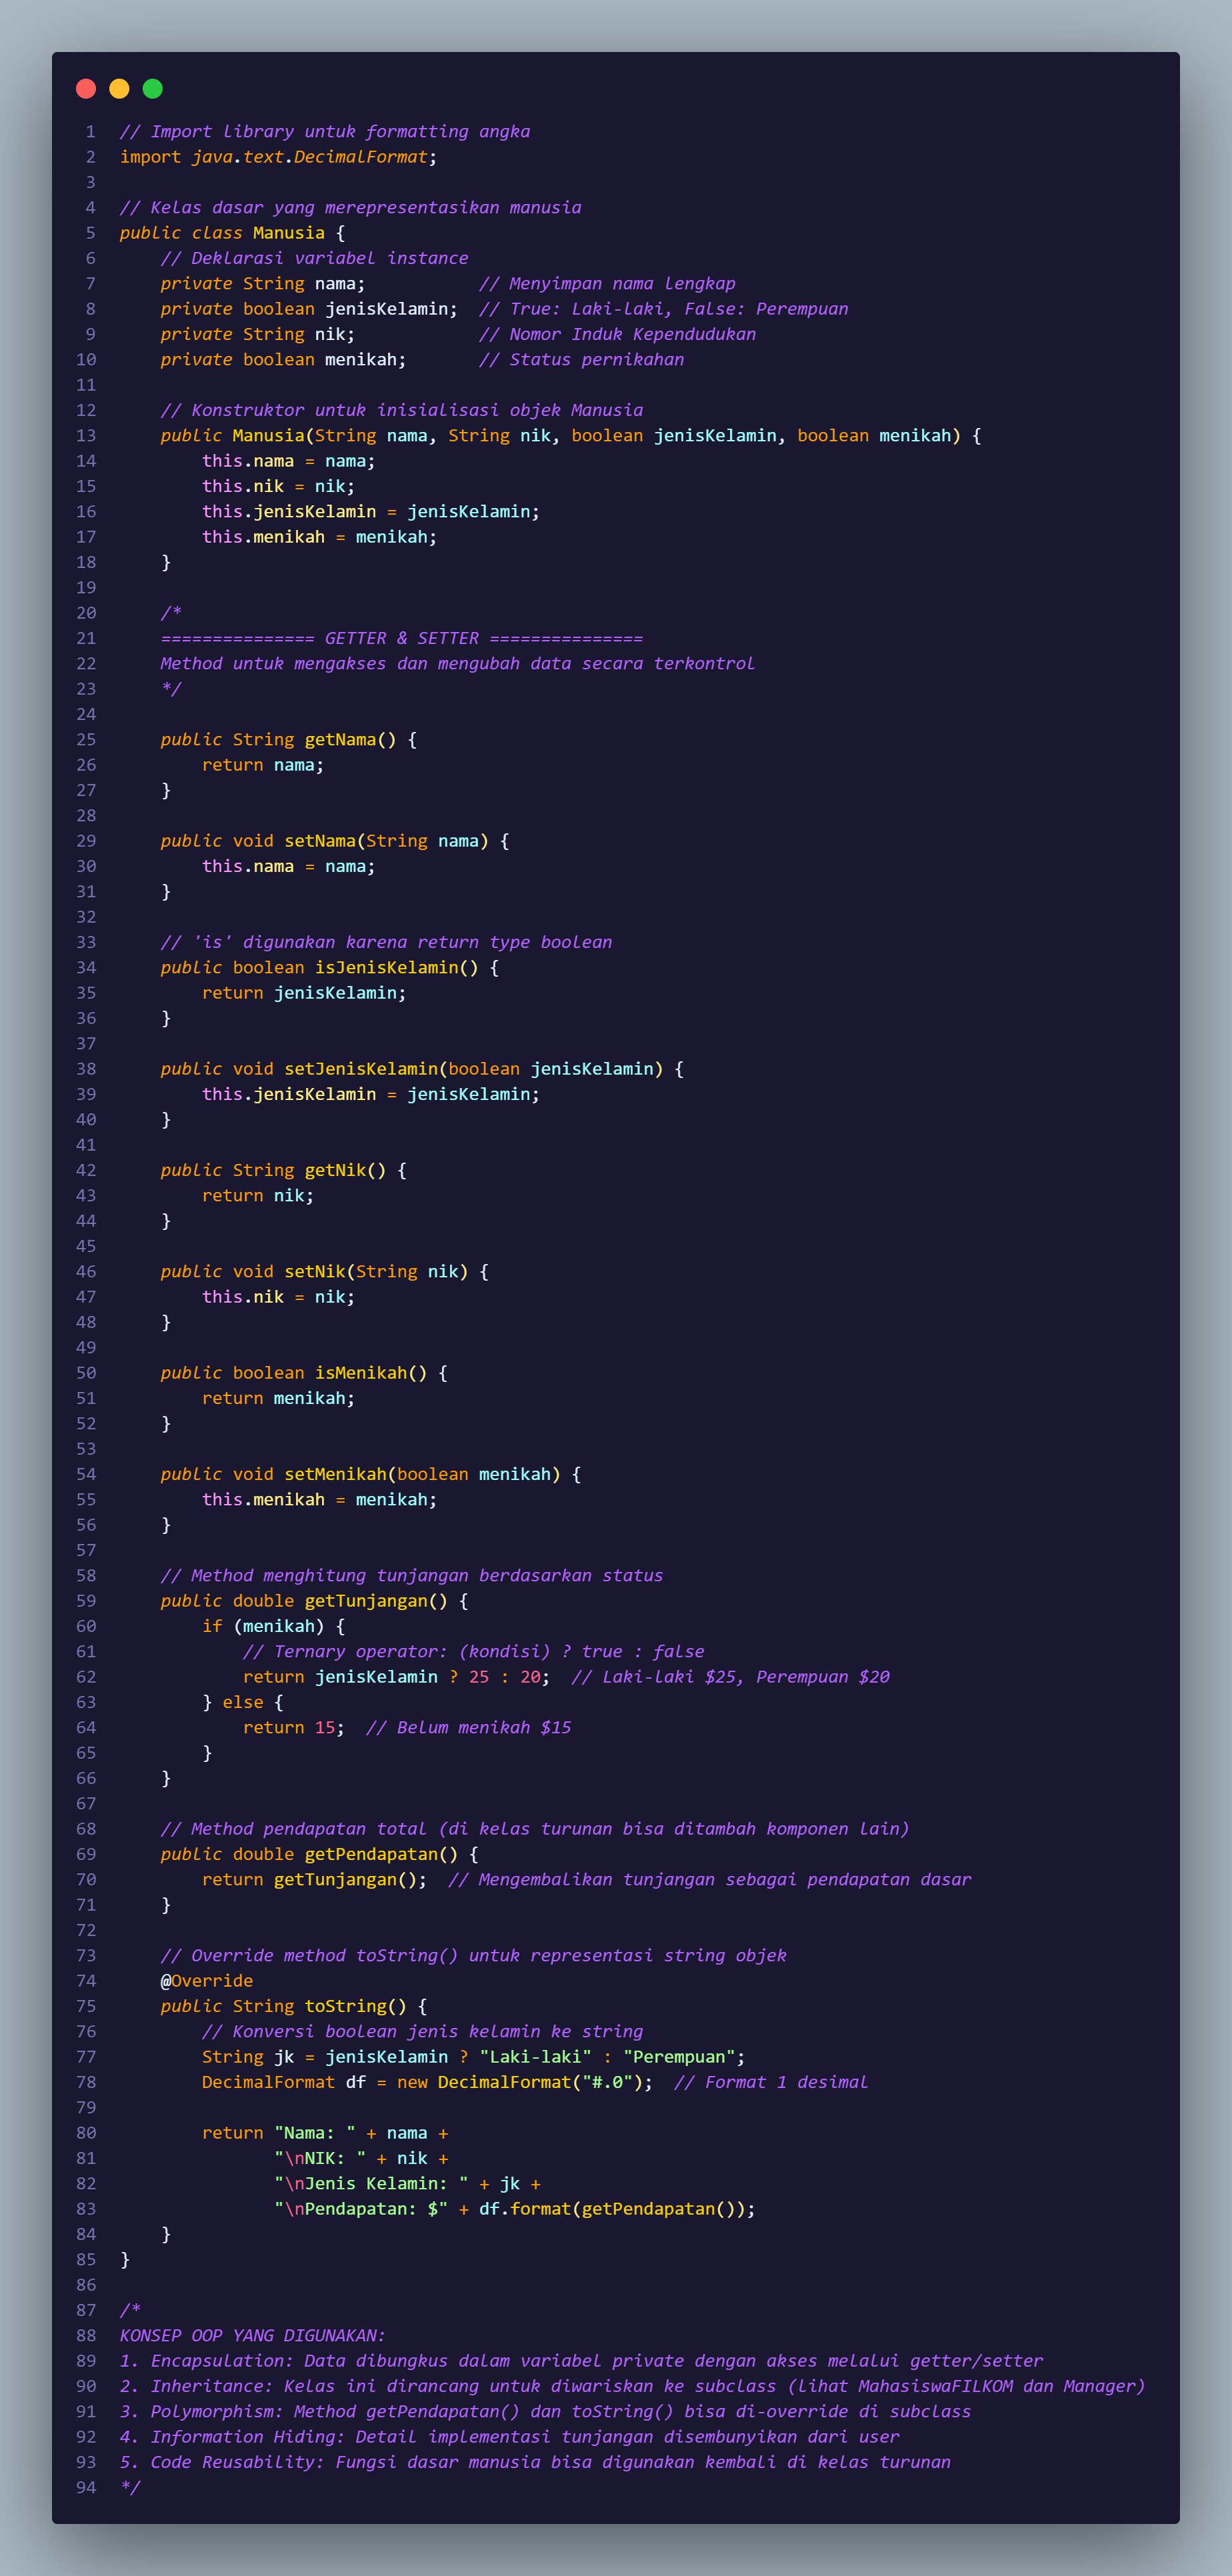 1 // Import library untuk formatting angka
2 import java.text.DecimalFormat;
3
4 // Kelas dasar yang merepresentasikan manusia
5 public class Manusia {
6     // Deklarasi variabel instance
7     private String nama;           // Menyimpan nama lengkap
8     private boolean jenisKelamin;  // True: Laki-laki, False: Perempuan
9     private String nik;            // Nomor Induk Kependudukan
10     private boolean menikah;       // Status pernikahan
11
12     // Konstruktor untuk inisialisasi objek Manusia
13     public Manusia(String nama, String nik, boolean jenisKelamin, boolean menikah) {
14         this.nama = nama;
15         this.nik = nik;
16         this.jenisKelamin = jenisKelamin;
17         this.menikah = menikah;
18     }
19
20     /*
21     =============== GETTER & SETTER ===============
22     Method untuk mengakses dan mengubah data secara terkontrol
23     */
24
25     public String getNama() {
26         return nama;
27     }
28
29     public void setNama(String nama) {
30         this.nama = nama;
31     }
32
33     // 'is' digunakan karena return type boolean
34     public boolean isJenisKelamin() {
35         return jenisKelamin;
36     }
37
38     public void setJenisKelamin(boolean jenisKelamin) {
39         this.jenisKelamin = jenisKelamin;
40     }
41
42     public String getNik() {
43         return nik;
44     }
45
46     public void setNik(String nik) {
47         this.nik = nik;
48     }
49
50     public boolean isMenikah() {
51         return menikah;
52     }
53
54     public void setMenikah(boolean menikah) {
55         this.menikah = menikah;
56     }
57
58     // Method menghitung tunjangan berdasarkan status
59     public double getTunjangan() {
60         if (menikah) {
61             // Ternary operator: (kondisi) ? true : false
62             return jenisKelamin ? 25 : 20;  // Laki-laki $25, Perempuan $20
63         } else {
64             return 15;  // Belum menikah $15
65         }
66     }
67
68     // Method pendapatan total (di kelas turunan bisa ditambah komponen lain)
69     public double getPendapatan() {
70         return getTunjangan();  // Mengembalikan tunjangan sebagai pendapatan dasar
71     }
72
73     // Override method toString() untuk representasi string objek
74     @Override
75     public String toString() {
76         // Konversi boolean jenis kelamin ke string
77         String jk = jenisKelamin ? "Laki-laki" : "Perempuan";
78         DecimalFormat df = new DecimalFormat("#.0");  // Format 1 desimal
79
80         return "Nama: " + nama +
81                "\nNIK: " + nik +
82                "\nJenis Kelamin: " + jk +
83                "\nPendapatan: $" + df.format(getPendapatan());
84     }
85 }
86
87 /*
88 KONSEP OOP YANG DIGUNAKAN:
89 1. Encapsulation: Data dibungkus dalam variabel private dengan akses melalui getter/setter
90 2. Inheritance: Kelas ini dirancang untuk diwariskan ke subclass (lihat MahasiswaFILKOM dan Manager)
91 3. Polymorphism: Method getPendapatan() dan toString() bisa di-override di subclass
92 4. Information Hiding: Detail implementasi tunjangan disembunyikan dari user
93 5. Code Reusability: Fungsi dasar manusia bisa digunakan kembali di kelas turunan
94 */